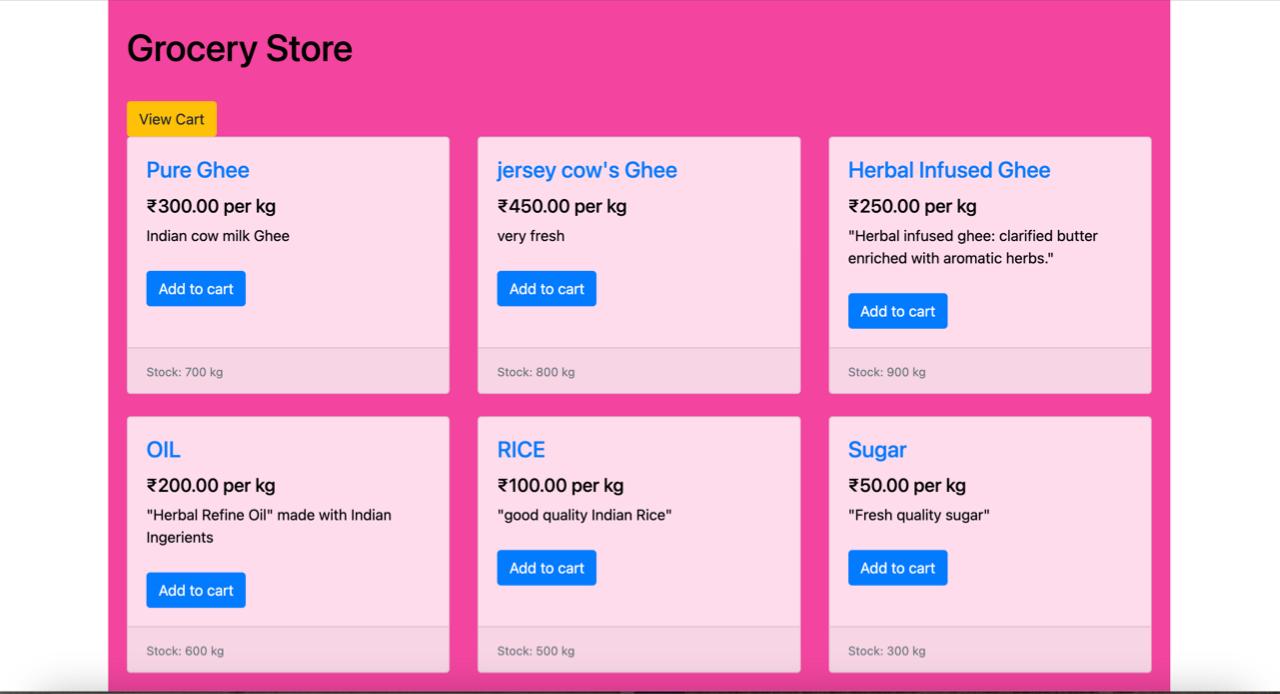 Grocery Store
View Cart
Pure Ghee
₹300.00 per kg
Indian cow milk Ghee
Add to cart
Stock: 700 kg
jersey cow's Ghee
₹450.00 per kg
very fresh
Add to cart
Stock: 800 kg
Herbal Infused Ghee
₹250.00 per kg
"Herbal infused ghee: clarified butter
enriched with aromatic herbs."
Add to cart
Stock: 900 kg
OIL
₹200.00 per kg
"Herbal Refine Oil" made with Indian
Ingerients
Add to cart
Stock: 600 kg
RICE
₹100.00 per kg
"good quality Indian Rice"
Add to cart
Stock: 500 kg
Sugar
₹50.00 per kg
"Fresh quality sugar"
Add to cart
Stock: 300 kg